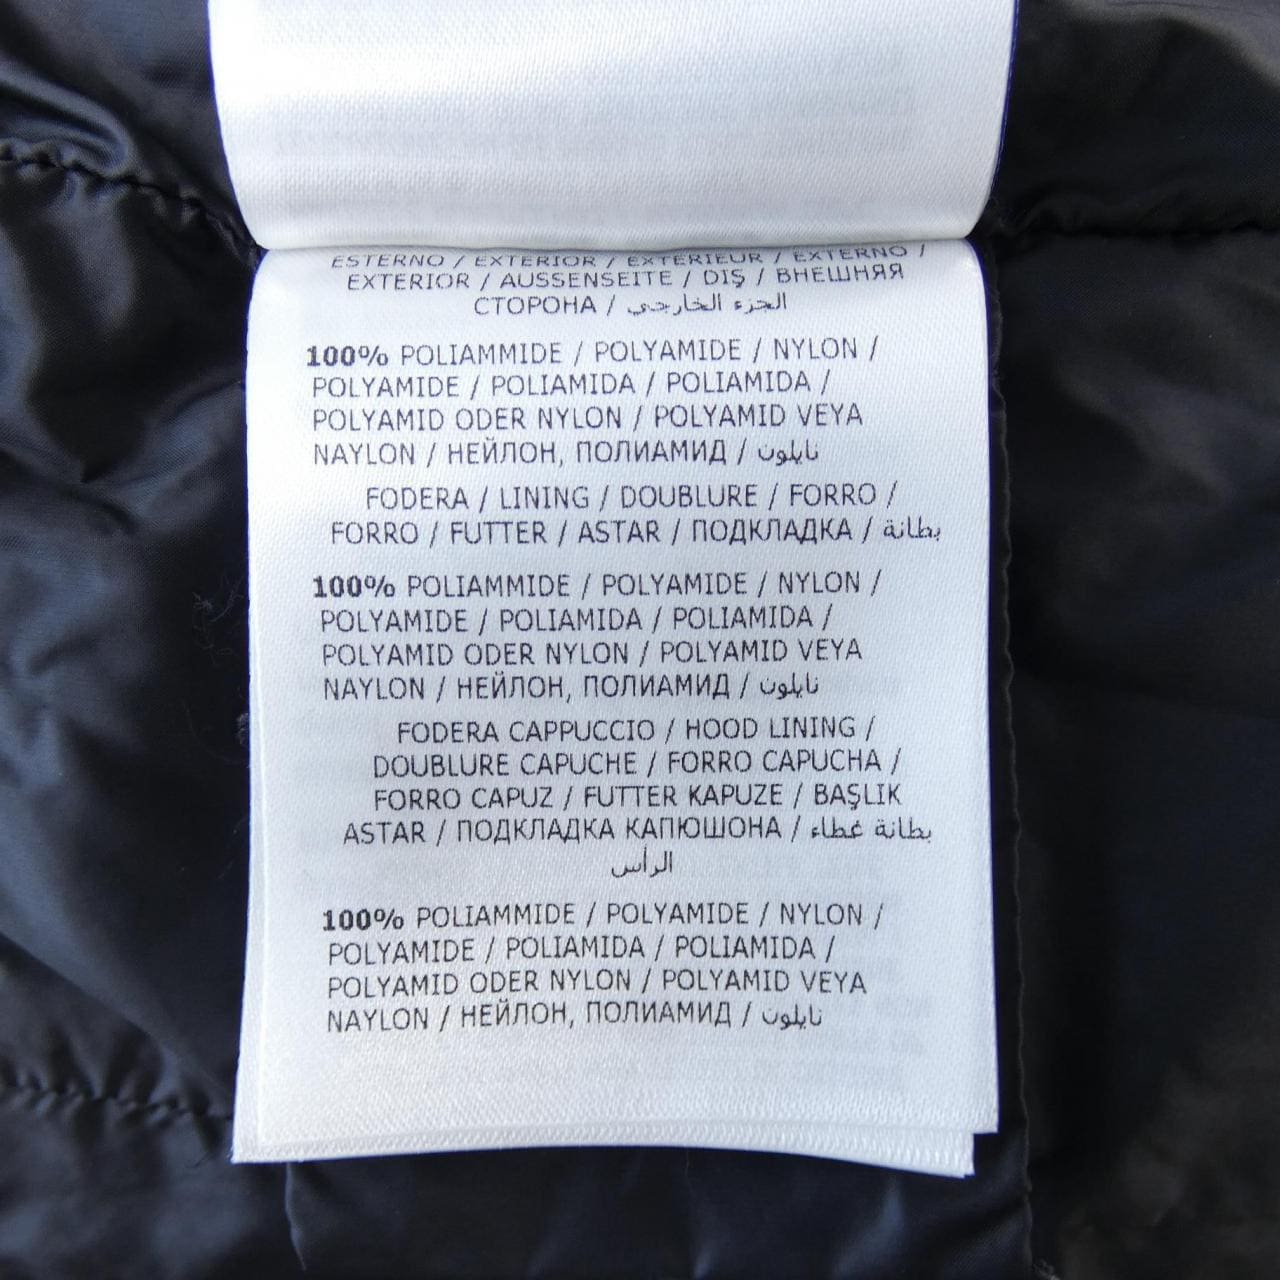 ESTERNO / EXTERIOR / EXTERIEUR / EXTERNO /
EXTERIOR / AUSSENSEITE / DIŞ / ВНЕШНЯЯ
СТОРОНА / الجزء الخارجي
100% POLIAMMIDE / POLYAMIDE / NYLON /
POLYAMIDE / POLIAMIDA / POLIAMIDA /
POLYAMID ODER NYLON / POLYAMID VEYA
NAYLON / НЕЙЛОН, ПОЛИАМИД / نايلون
FODERA / LINING / DOUBLURE / FORRO /
FORRO / FUTTER / ASTAR / ПОДКЛАДКА / بطانة
100% POLIAMMIDE / POLYAMIDE / NYLON /
POLYAMIDE / POLIAMIDA / POLIAMIDA /
POLYAMID ODER NYLON / POLYAMID VEYA
NAYLON / НЕЙЛОН, ПОЛИАМИД / نايلون
FODERA CAPPUCCIO / HOOD LINING /
DOUBLURE CAPUCHE / FORRO CAPUCHA /
FORRO CAPUZ / FUTTER KAPUZE / BAŞLIK
ASTAR / ПОДКЛАДКА КАПЮШОНА / بطانة غطاء
الرأس
100% POLIAMMIDE / POLYAMIDE / NYLON /
POLYAMIDE / POLIAMIDA / POLIAMIDA /
POLYAMID ODER NYLON / POLYAMID VEYA
NAYLON / НЕЙЛОН, ПОЛИАМИД / نايلون